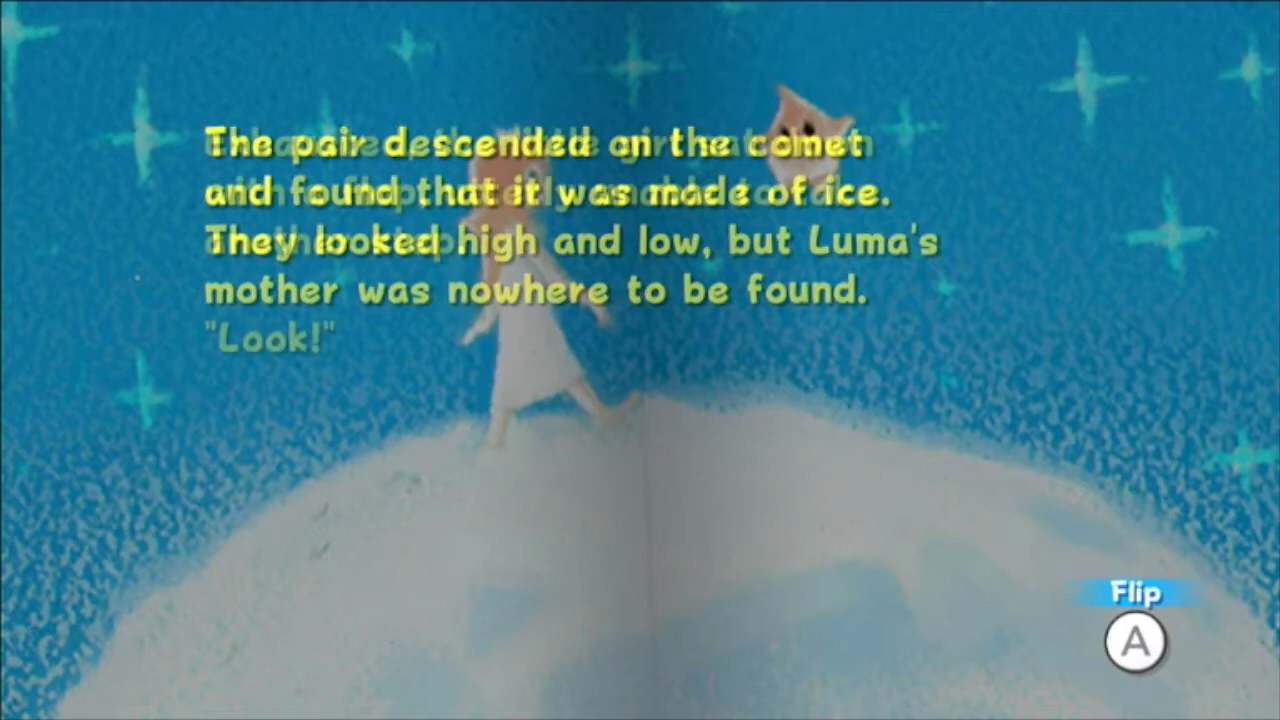 The pair descended on the comet
and found that it was made of ice.
They looked high and low, but Luma's
mother was nowhere to be found.
"Look!"
Flip
A